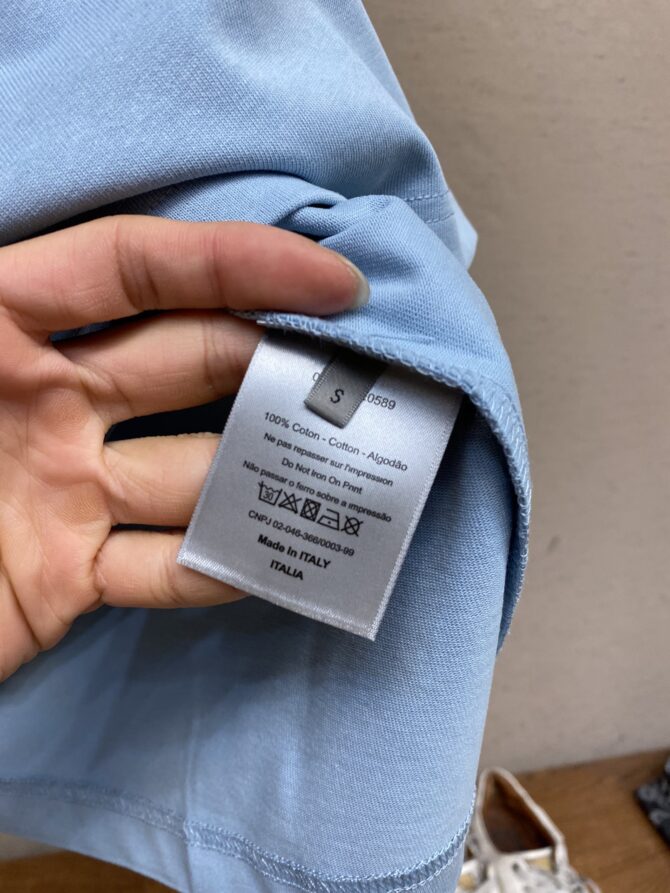 S
0589
100% Coton - Cotton - Algodão
Ne pas repasser sur l'impression
Do Not Iron On Print
Não passar o ferro sobre a impressão
30
CNPJ 02-046-366/0003-99
Made In ITALY
ITALIA